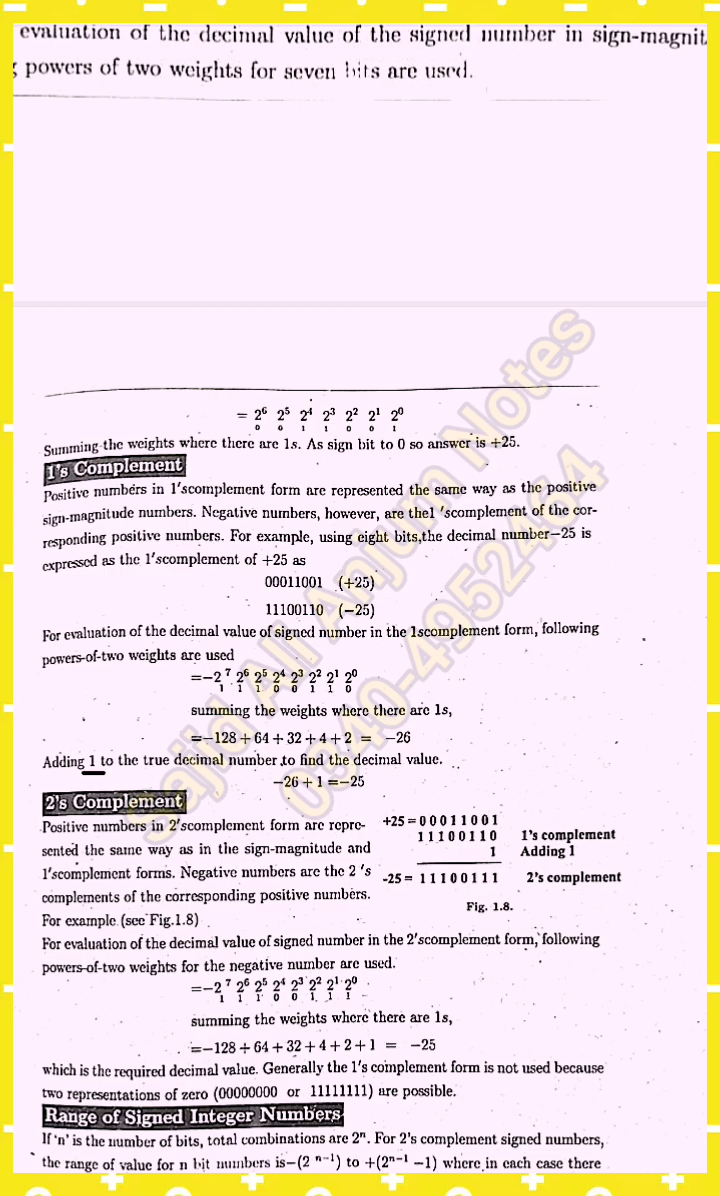 evaluation of the decimal value of the signed number in sign-magnit
powers of two weights for seven bits are used.
= 2⁶ 2⁵ 2⁴ 2³ 2² 2¹ 2⁰
0 0 1 1 0 0 1
Summing the weights where there are 1s. As sign bit to 0 so answer is +25.
1's Complement
Positive numbers in 1'scomplement form are represented the same way as the positive
sign-magnitude numbers. Negative numbers, however, are the1 'scomplement of the cor-
responding positive numbers. For example, using eight bits,the decimal number−25 is
expressed as the 1'scomplement of +25 as
00011001 (+25)
11100110 (−25)
For evaluation of the decimal value of signed number in the 1scomplement form, following
powers-of-two weights are used
=−2⁷ 2⁶ 2⁵ 2⁴ 2³ 2² 2¹ 2⁰
1 1 1 0 0 1 1 0
summing the weights where there are 1s,
=−128 + 64 + 32 + 4 + 2 = −26
Adding 1 to the true decimal number to find the decimal value.
−26 + 1 =−25
2's Complement
Positive numbers in 2'scomplement form are repre-
sented the same way as in the sign-magnitude and
1'scomplement forms. Negative numbers are the 2 's
complements of the corresponding positive numbers.
For example (see Fig.1.8)
+25 = 0 0 0 1 1 0 0 1
1 1 1 0 0 1 1 0 1's complement
1 Adding 1
-25 = 1 1 1 0 0 1 1 1 2's complement
Fig. 1.8.
For evaluation of the decimal value of signed number in the 2'scomplement form, following
powers-of-two weights for the negative number are used.
=−2⁷ 2⁶ 2⁵ 2⁴ 2³ 2² 2¹ 2⁰
1 1 1 0 0 1 1 1
summing the weights where there are 1s,
=−128 + 64 + 32 + 4 + 2 + 1 = −25
which is the required decimal value. Generally the 1's complement form is not used because
two representations of zero (00000000 or 11111111) are possible.
Range of Signed Integer Numbers
If 'n' is the number of bits, total combinations are 2ⁿ. For 2's complement signed numbers,
the range of value for n bit numbers is−(2 ⁿ⁻¹) to +(2ⁿ⁻¹ −1) where in each case there
Sajid Ali Anjum Notes
0340-4952464